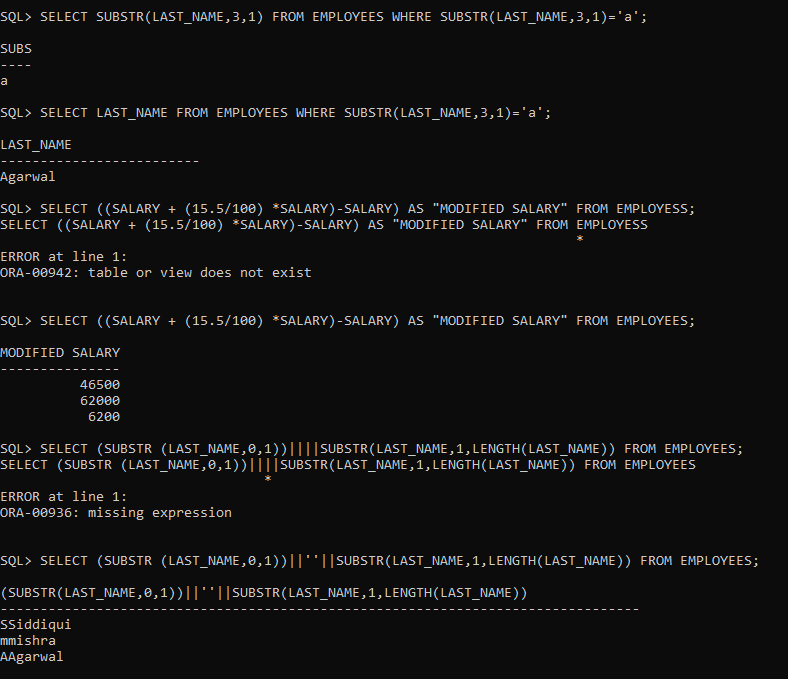 SQL> SELECT SUBSTR(LAST_NAME,3,1) FROM EMPLOYEES WHERE SUBSTR(LAST_NAME,3,1)='a';
SUBS
----
a
SQL> SELECT LAST_NAME FROM EMPLOYEES WHERE SUBSTR(LAST_NAME,3,1)='a';
LAST_NAME
-------------------------
Agarwal
SQL> SELECT ((SALARY + (15.5/100) *SALARY)-SALARY) AS "MODIFIED SALARY" FROM EMPLOYESS;
SELECT ((SALARY + (15.5/100) *SALARY)-SALARY) AS "MODIFIED SALARY" FROM EMPLOYESS
*
ERROR at line 1:
ORA-00942: table or view does not exist
SQL> SELECT ((SALARY + (15.5/100) *SALARY)-SALARY) AS "MODIFIED SALARY" FROM EMPLOYEES;
MODIFIED SALARY
---------------
46500
62000
6200
SQL> SELECT (SUBSTR (LAST_NAME,0,1))||||SUBSTR(LAST_NAME,1,LENGTH(LAST_NAME)) FROM EMPLOYEES;
SELECT (SUBSTR (LAST_NAME,0,1))||||SUBSTR(LAST_NAME,1,LENGTH(LAST_NAME)) FROM EMPLOYEES
*
ERROR at line 1:
ORA-00936: missing expression
SQL> SELECT (SUBSTR (LAST_NAME,0,1))||''||SUBSTR(LAST_NAME,1,LENGTH(LAST_NAME)) FROM EMPLOYEES;
(SUBSTR(LAST_NAME,0,1))||''||SUBSTR(LAST_NAME,1,LENGTH(LAST_NAME))
--------------------------------------------------------------------------------
SSiddiqui
mmishra
AAgarwal